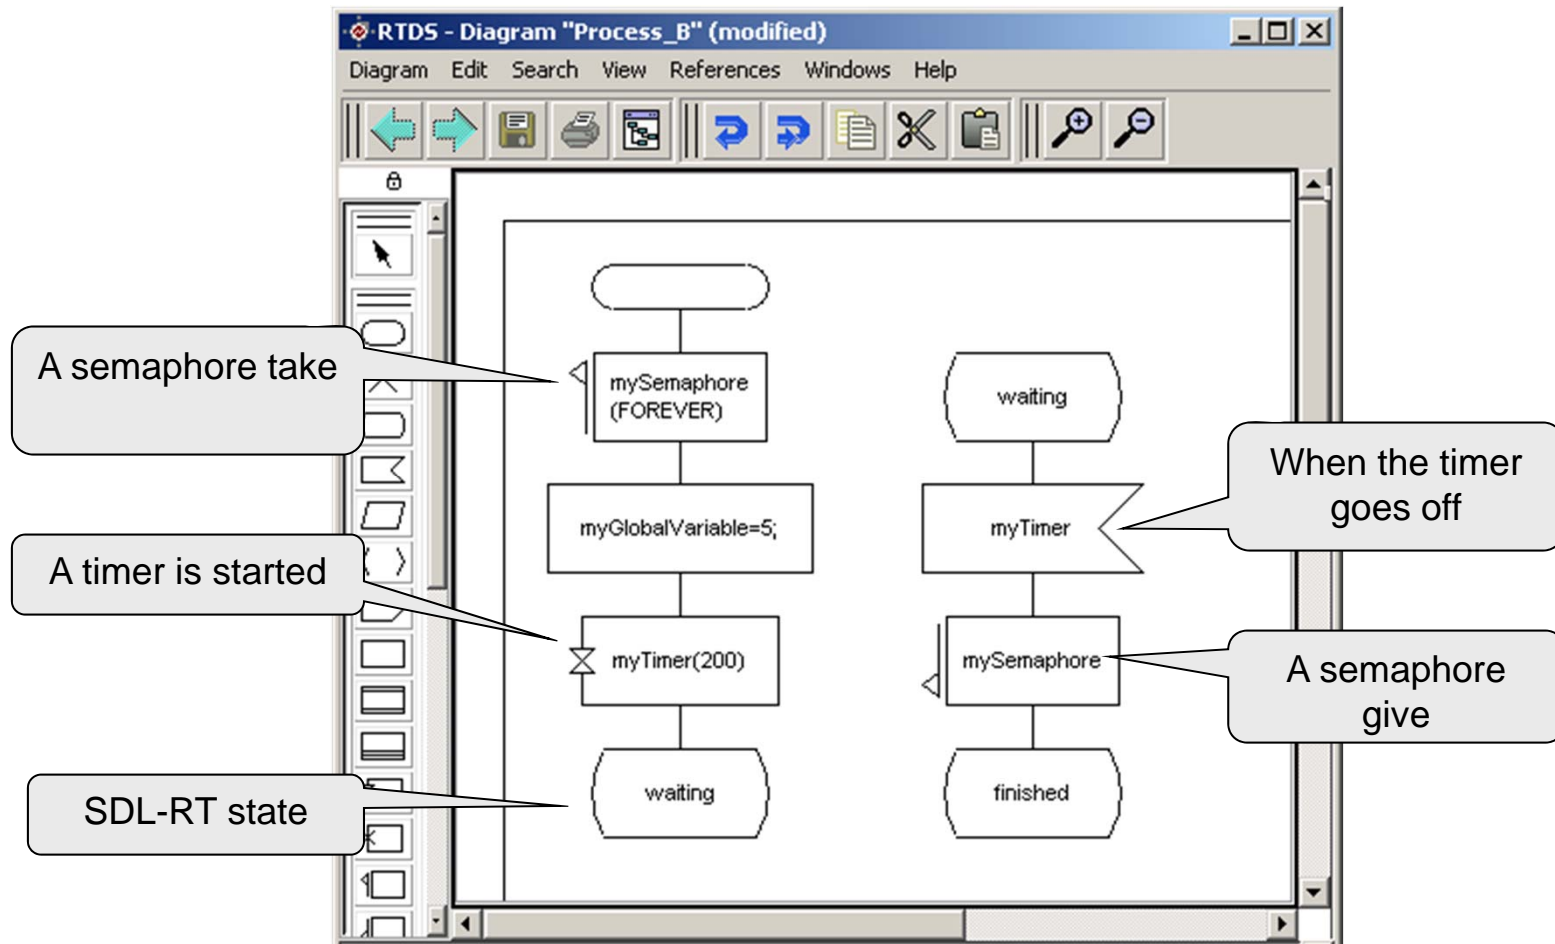 RTDS - Diagram "Process_B" (modified)
Diagram Edit Search View References Windows Help
A semaphore take
mySemaphore
(FOREVER)
myGlobalVariable=5;
A timer is started
myTimer(200)
SDL-RT state
waiting
waiting
When the timer
goes off
myTimer
mySemaphore
A semaphore
give
finished